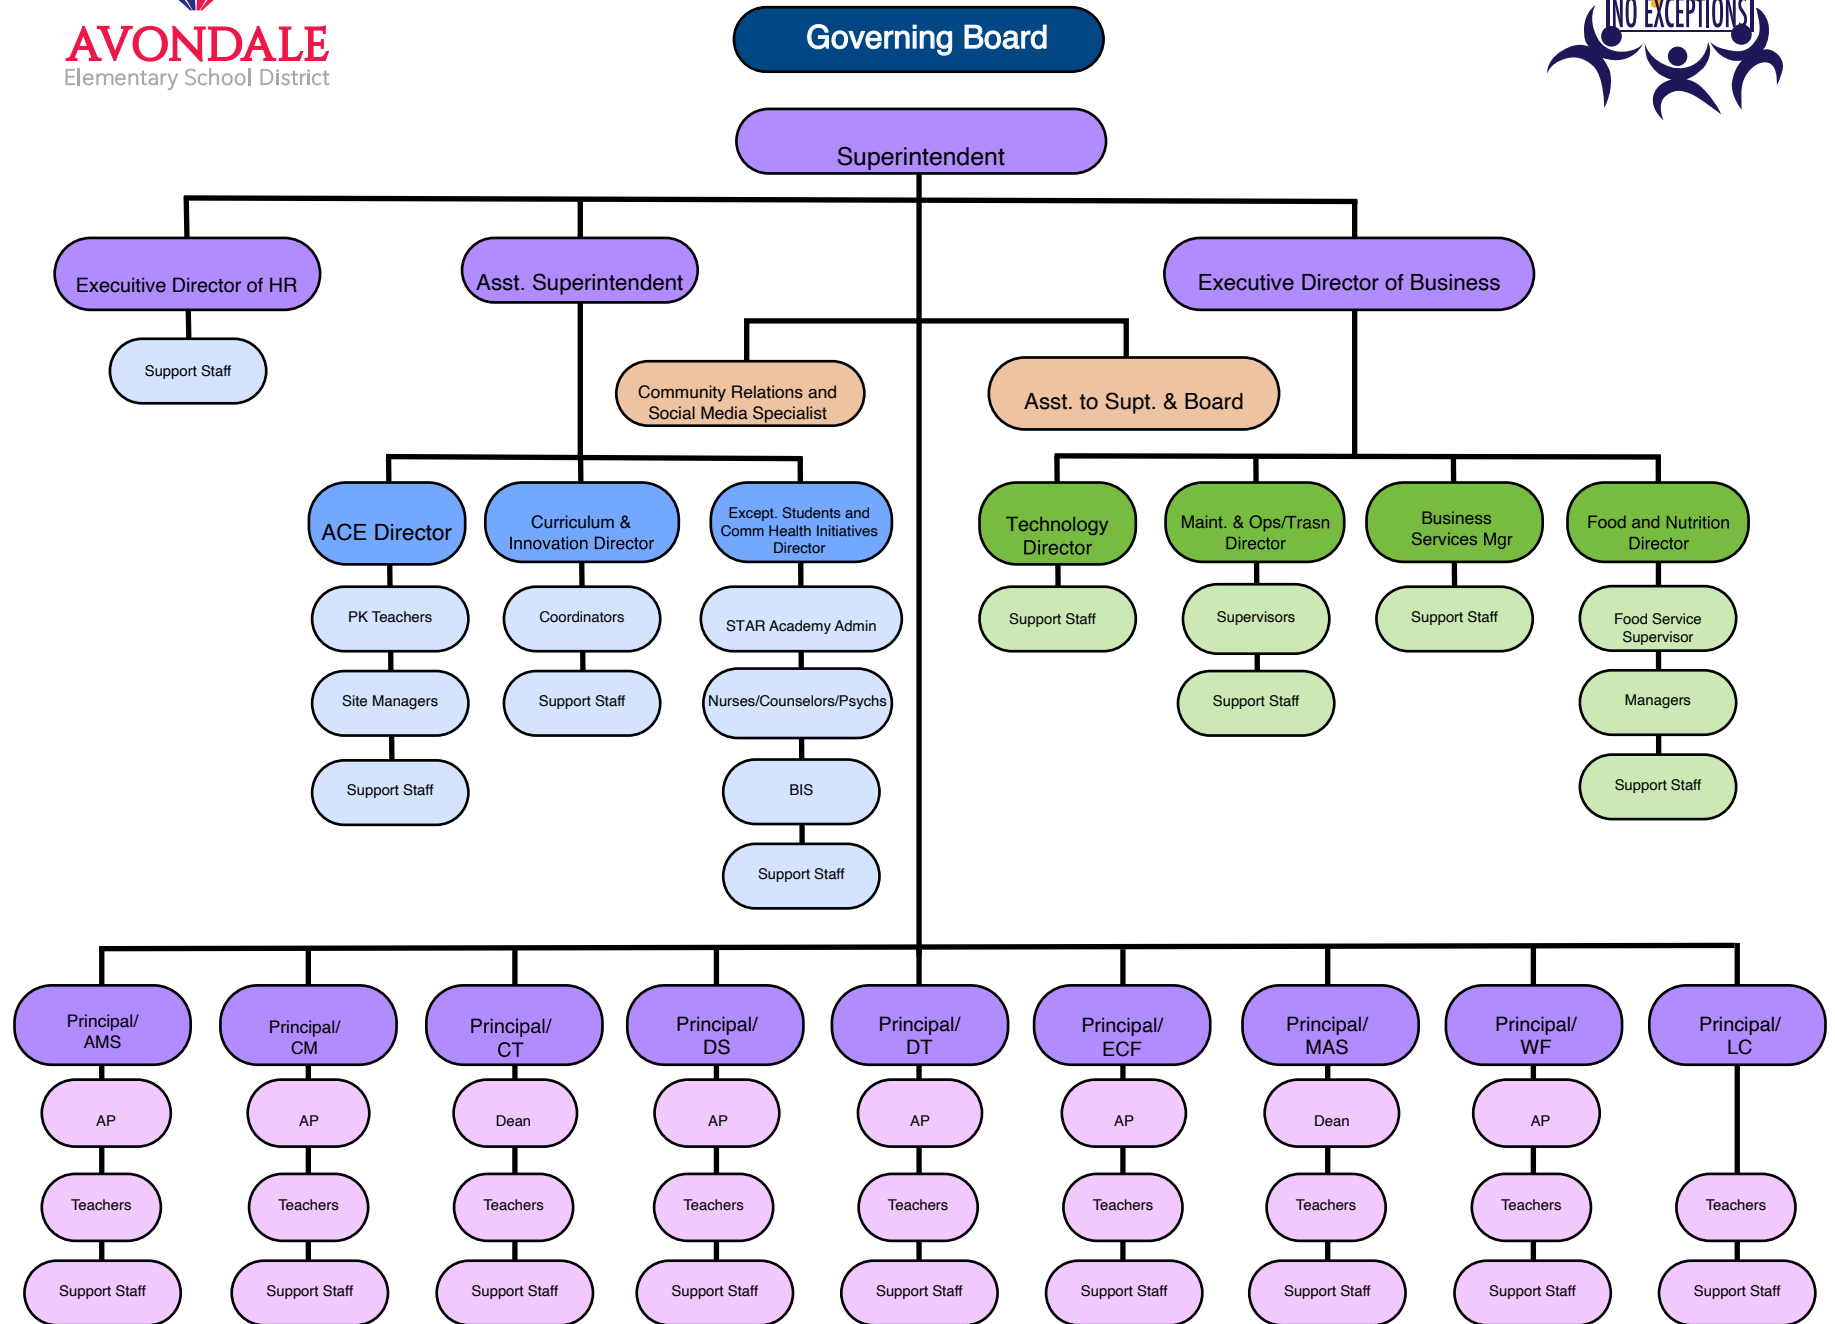 AVONDALE
Elementary School District
Governing Board
NO EXCEPTIONS
Superintendent
Execuitive Director of HR
Asst. Superintendent
Executive Director of Business
Support Staff
Community Relations and
Social Media Specialist
Asst. to Supt. & Board
ACE Director
Curriculum &
Innovation Director
Except. Students and
Comm Health Initiatives
Director
Technology
Director
Maint. & Ops/Trasn
Director
Business
Services Mgr
Food and Nutrition
Director
PK Teachers
Coordinators
STAR Academy Admin
Support Staff
Supervisors
Support Staff
Food Service
Supervisor
Site Managers
Support Staff
Nurses/Counselors/Psychs
Support Staff
Managers
Support Staff
BIS
Support Staff
Support Staff
Principal/
AMS
Principal/
CM
Principal/
CT
Principal/
DS
Principal/
DT
Principal/
ECF
Principal/
MAS
Principal/
WF
Principal/
LC
AP
AP
Dean
AP
AP
AP
Dean
AP
Teachers
Teachers
Teachers
Teachers
Teachers
Teachers
Teachers
Teachers
Teachers
Support Staff
Support Staff
Support Staff
Support Staff
Support Staff
Support Staff
Support Staff
Support Staff
Support Staff